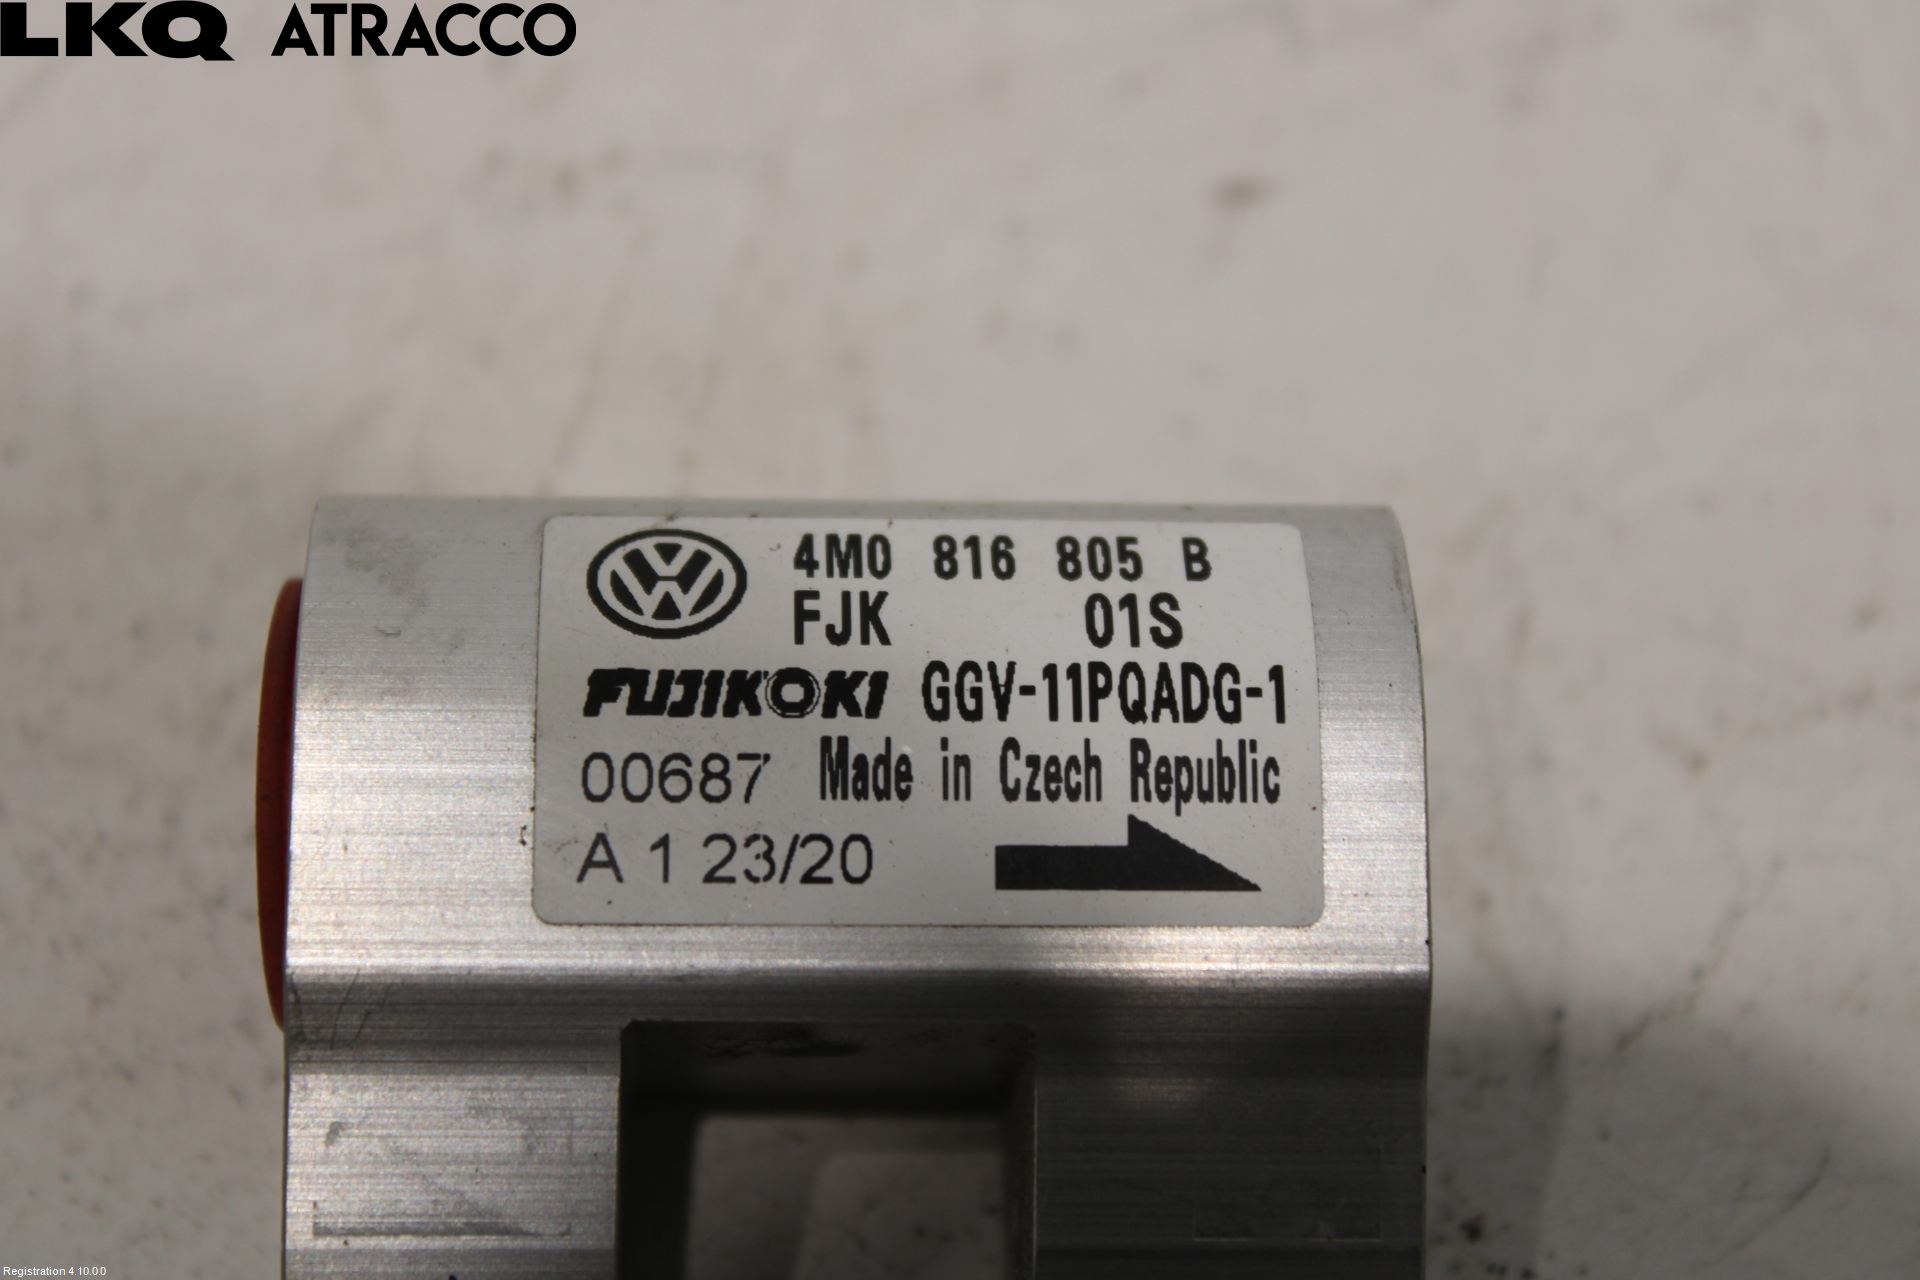 LKQ ATRACCO
4M0 816 805 B
FJK 01S
FUJIKOKI GGV-11PQADG-1
00687 Made in Czech Republic
A 1 23/20
Registration 4.10.0.0